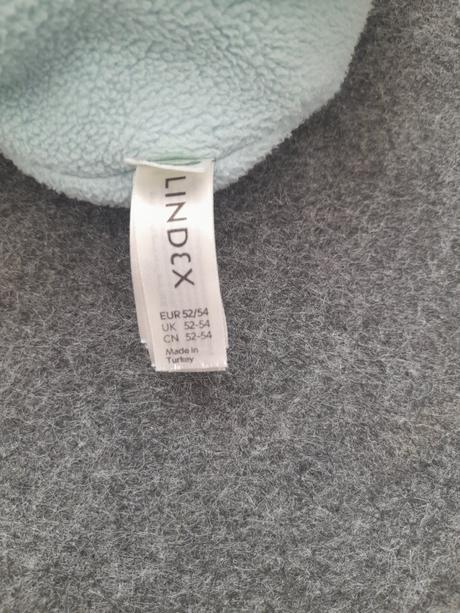 LINDEX
EUR 52/54
UK 52-54
CN 52-54
Made in
Turkey